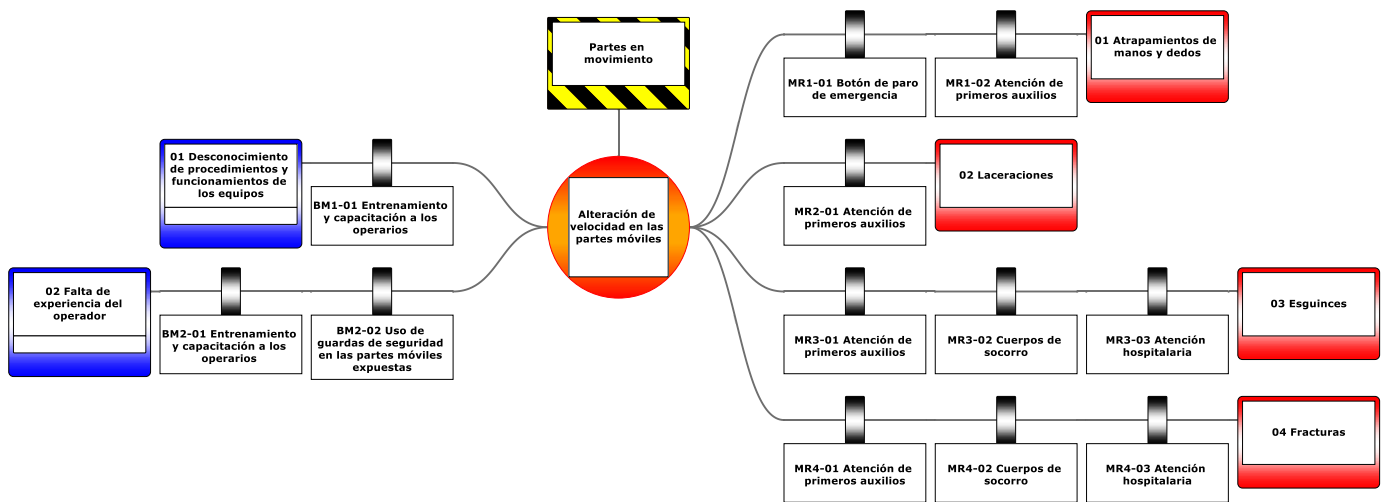 Partes en
movimiento
01 Atrapamientos de
manos y dedos
MR1-01 Botón de paro
de emergencia
MR1-02 Atención de
primeros auxilios
01 Desconocimiento
de procedimientos y
funcionamientos de
los equipos
BM1-01 Entrenamiento
y capacitación a los
operarios
Alteración de
velocidad en las
partes móviles
02 Laceraciones
MR2-01 Atención de
primeros auxilios
02 Falta de
experiencia del
operador
BM2-01 Entrenamiento
y capacitación a los
operarios
BM2-02 Uso de
guardas de seguridad
en las partes móviles
expuestas
03 Esguinces
MR3-01 Atención de
primeros auxilios
MR3-02 Cuerpos de
socorro
MR3-03 Atención
hospitalaria
04 Fracturas
MR4-01 Atención de
primeros auxilios
MR4-02 Cuerpos de
socorro
MR4-03 Atención
hospitalaria